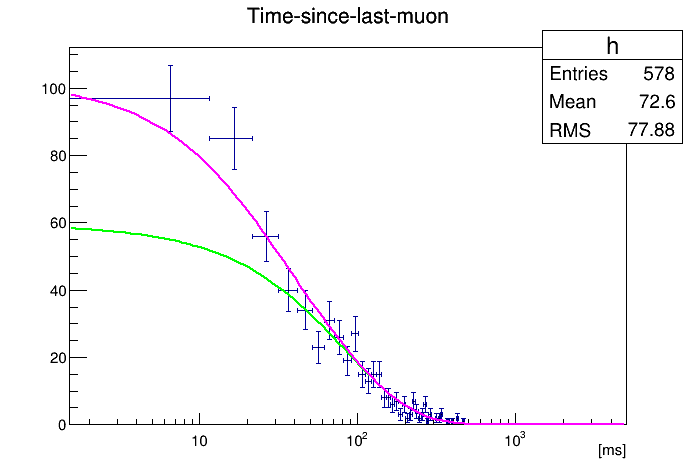 Time-since-last-muon
h
Entries 578
Mean 72.6
RMS 77.88
100
80
60
40
20
0
10 10² 10³
[ms]